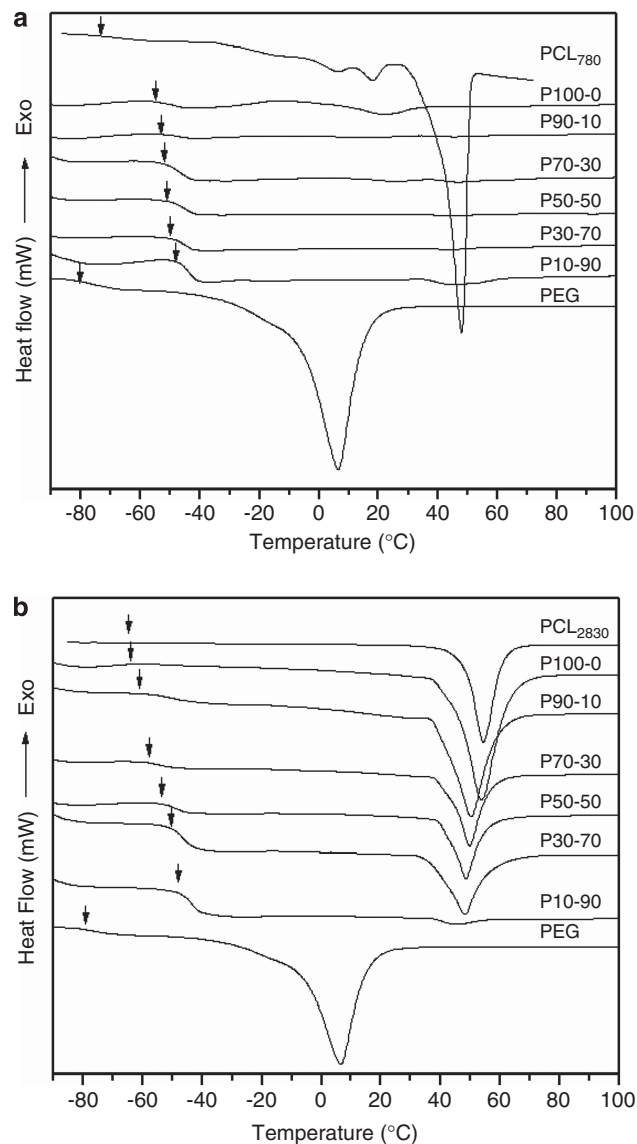 a
PCL780
P100-0
P90-10
P70-30
P50-50
P30-70
P10-90
PEG
Heat flow (mW) Exo
-80 -60 -40 -20 0 20 40 60 80 100
Temperature (°C)
b
PCL2830
P100-0
P90-10
P70-30
P50-50
P30-70
P10-90
PEG
Heat Flow (mW) Exo
-80 -60 -40 -20 0 20 40 60 80 100
Temperature (°C)